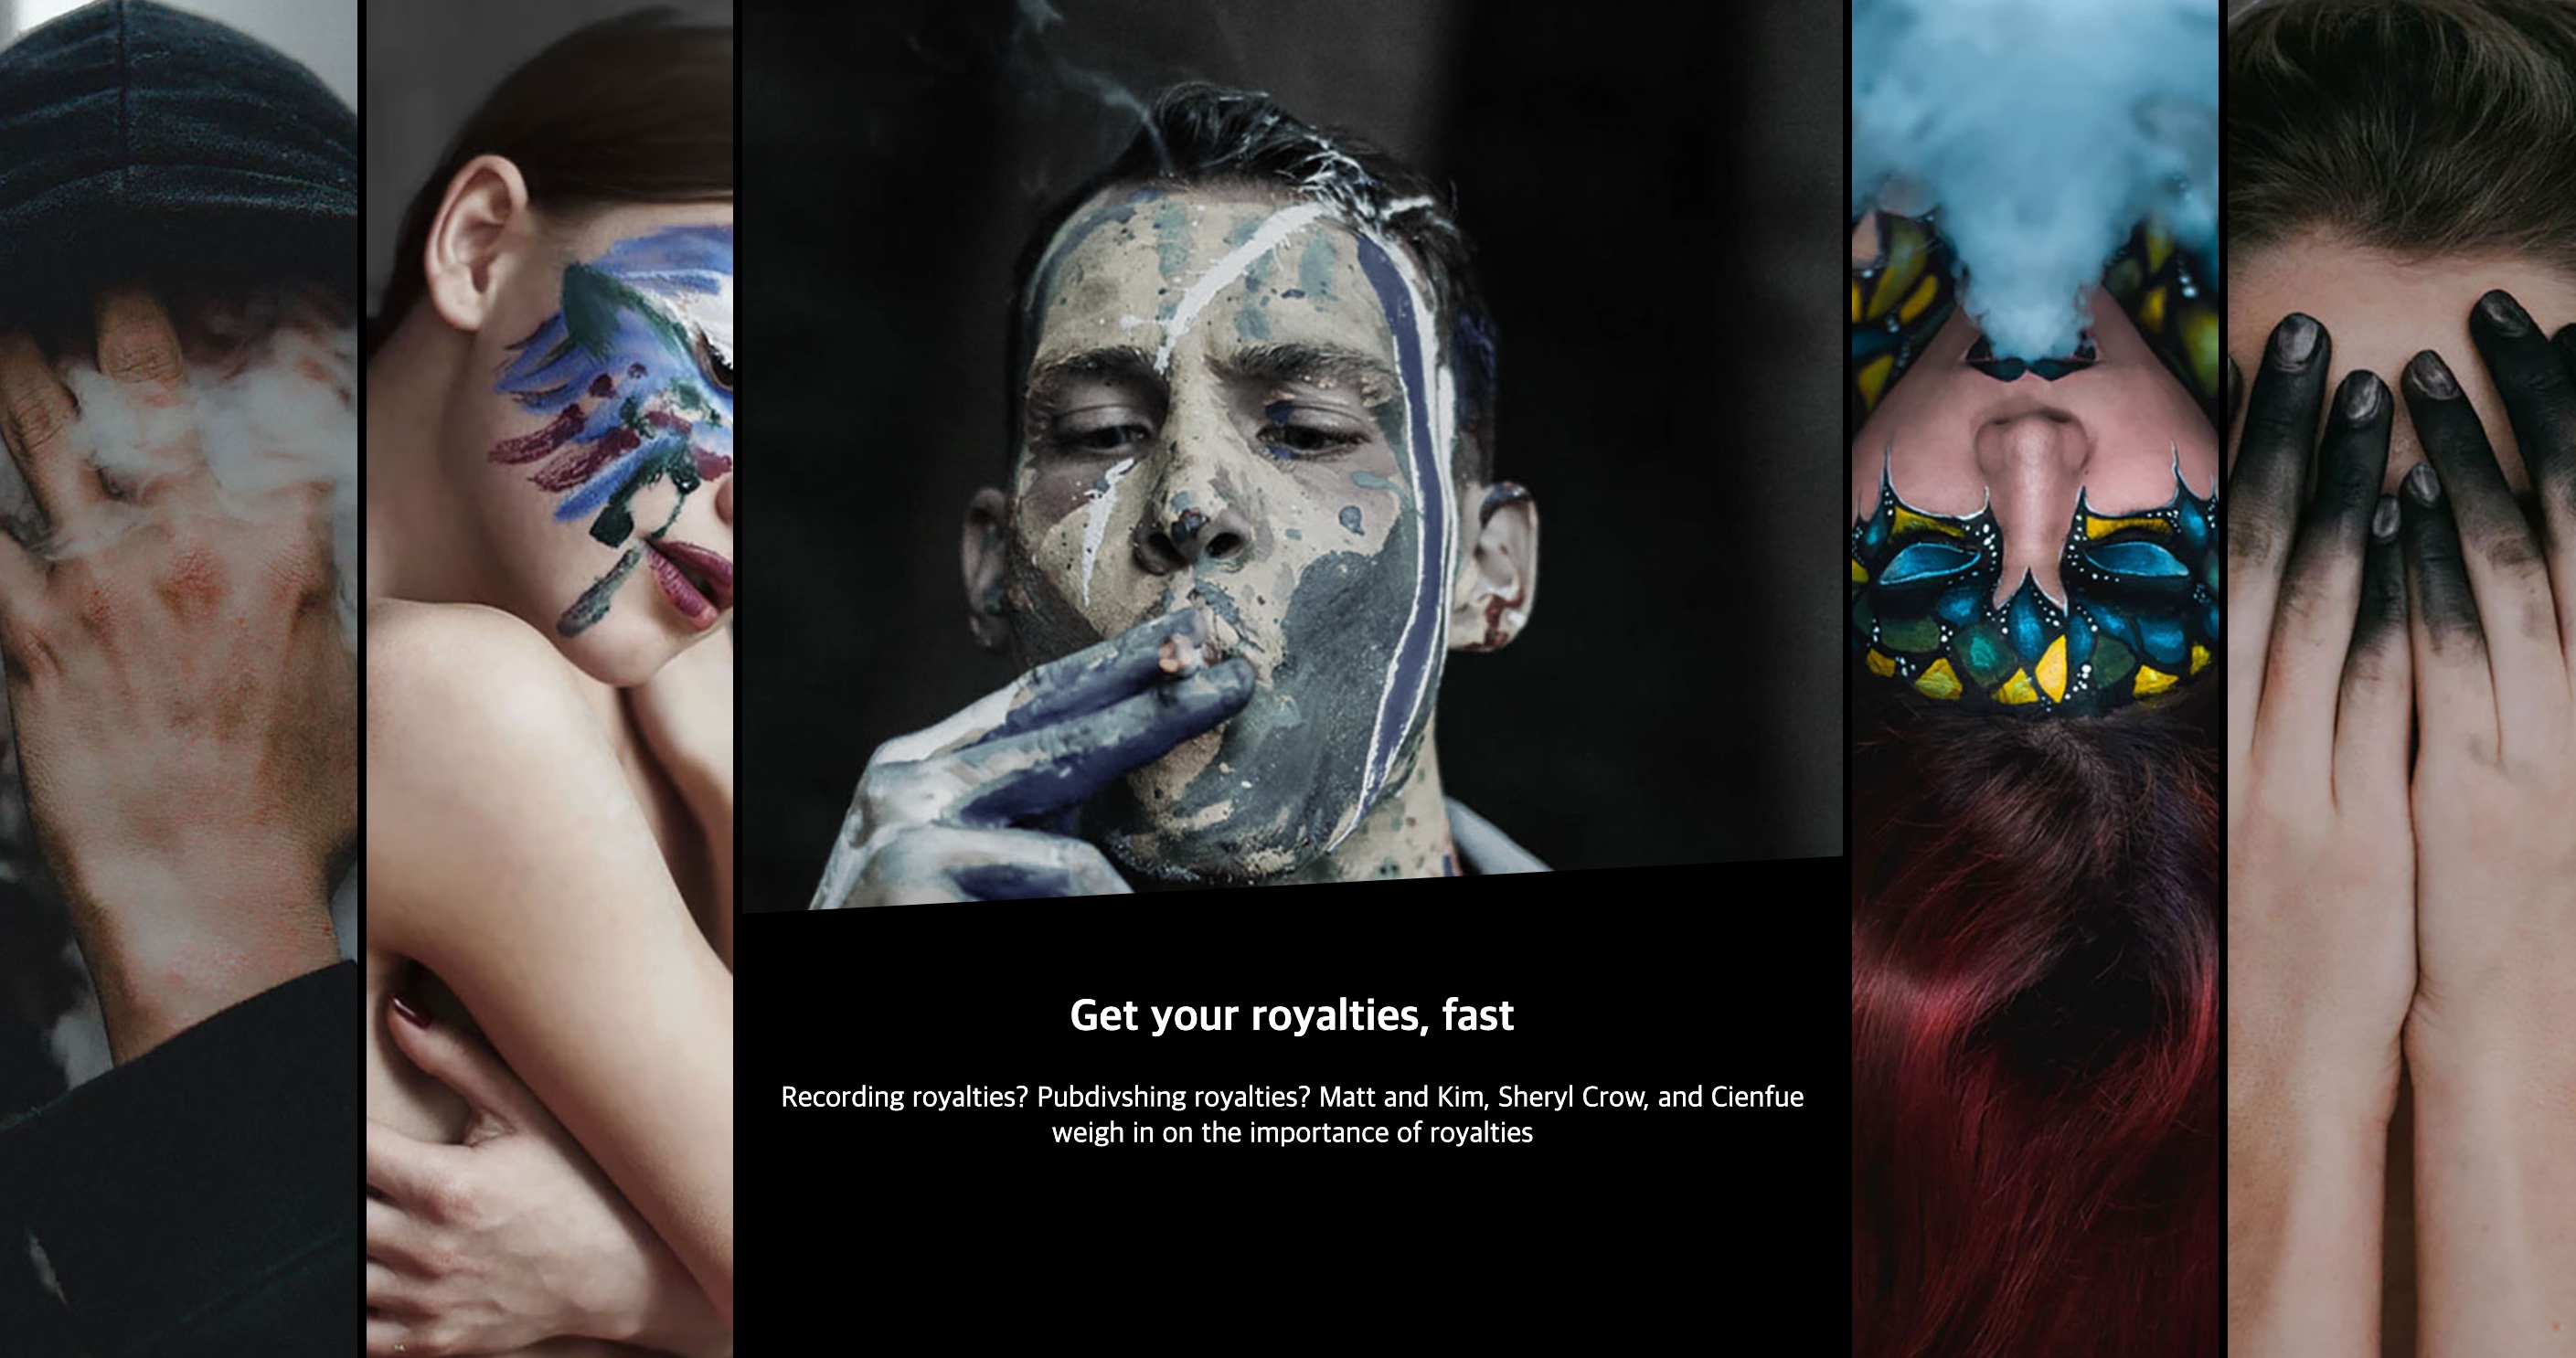 Get your royalties, fast
Recording royalties? Pubdivshing royalties? Matt and Kim, Sheryl Crow, and Cienfue
weigh in on the importance of royalties